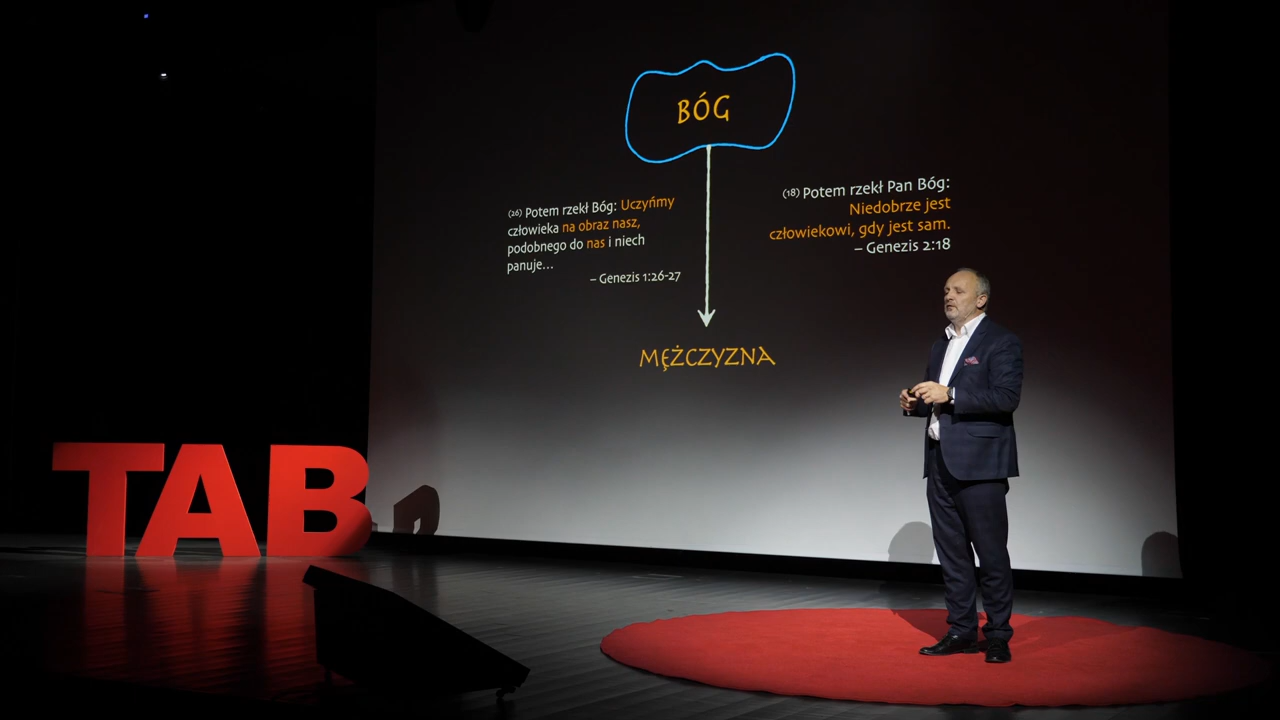 BÓG
(26) Potem rzekł Bóg: Uczyńmy
człowieka na obraz nasz,
podobnego do nas i niech
panuje...
– Genezis 1:26-27
(18) Potem rzekł Pan Bóg:
Niedobrze jest
człowiekowi, gdy jest sam.
– Genezis 2:18
MĘŻCZYZNA
TAB